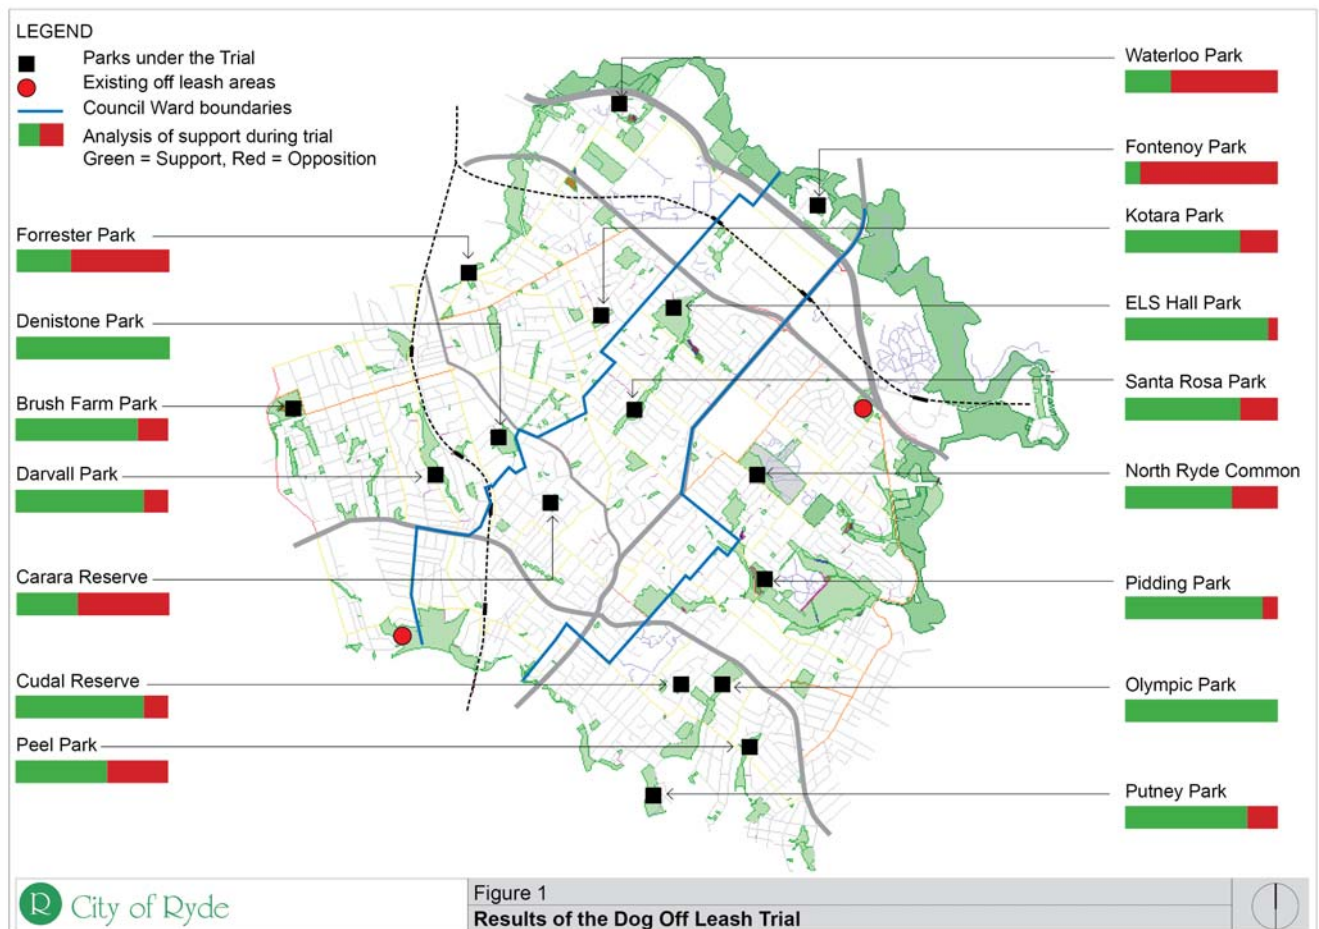 LEGEND
Parks under the Trial
Existing off leash areas
Council Ward boundaries
Analysis of support during trial
Green = Support, Red = Opposition
Forrester Park
Denistone Park
Brush Farm Park
Darvall Park
Carara Reserve
Cudal Reserve
Peel Park
Waterloo Park
Fontenoy Park
Kotara Park
ELS Hall Park
Santa Rosa Park
North Ryde Common
Pidding Park
Olympic Park
Putney Park
R City of Ryde
Figure 1
Results of the Dog Off Leash Trial